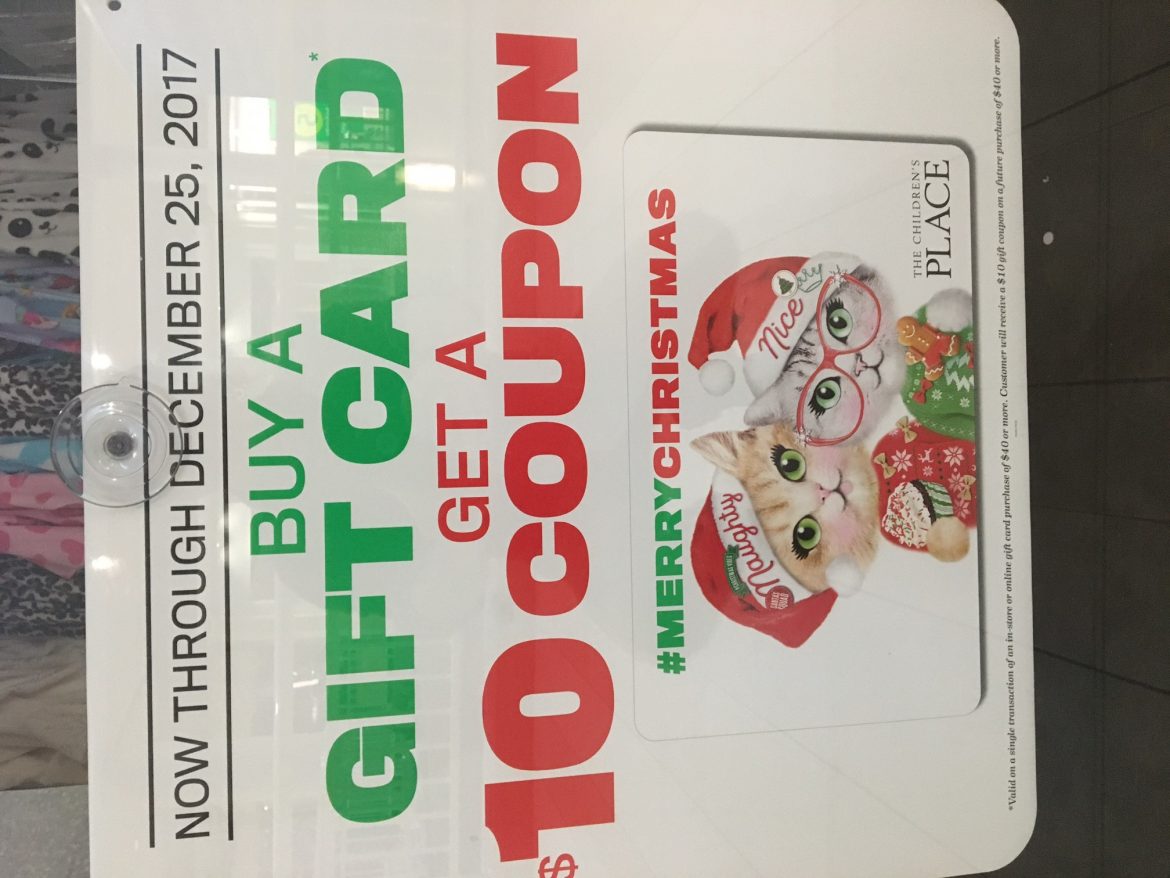 NOW THROUGH DECEMBER 25, 2017
BUY A
GIFT CARD*
GET A
$10 COUPON
#MERRYCHRISTMAS
Naughty
Nice
THE CHILDREN'S
PLACE
*Valid on a single transaction of an in-store or online gift card purchase of $40 or more. Customer will receive a $10 gift coupon on a future purchase of $40 or more.